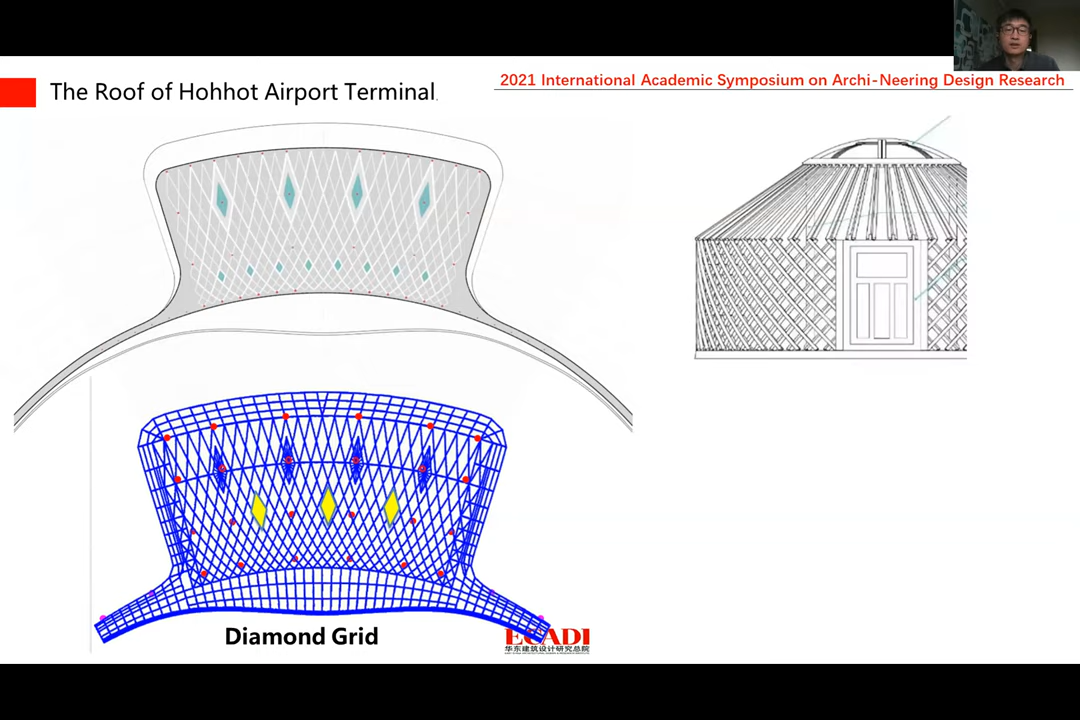 2021 International Academic Symposium on Archi-Neering Design Research
The Roof of Hohhot Airport Terminal
Diamond Grid
ECADI
华东建筑设计研究总院